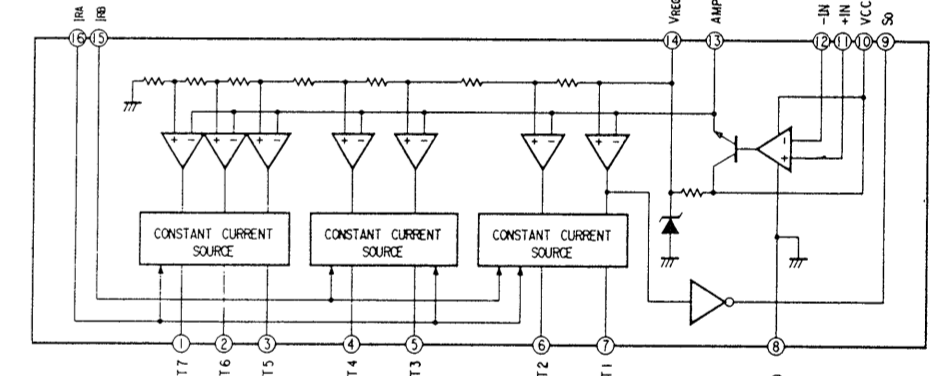 IRA
IRB
VREG
AMP
-IN
+IN
VCC
So
16
15
14
13
12
11
10
9
+ -
+ -
+ -
+ -
+ -
+ -
+ -
-
+
CONSTANT CURRENT
SOURCE
CONSTANT CURRENT
SOURCE
CONSTANT CURRENT
SOURCE
1
2
3
4
5
6
7
8
T7
T6
T5
T4
T3
T2
T1